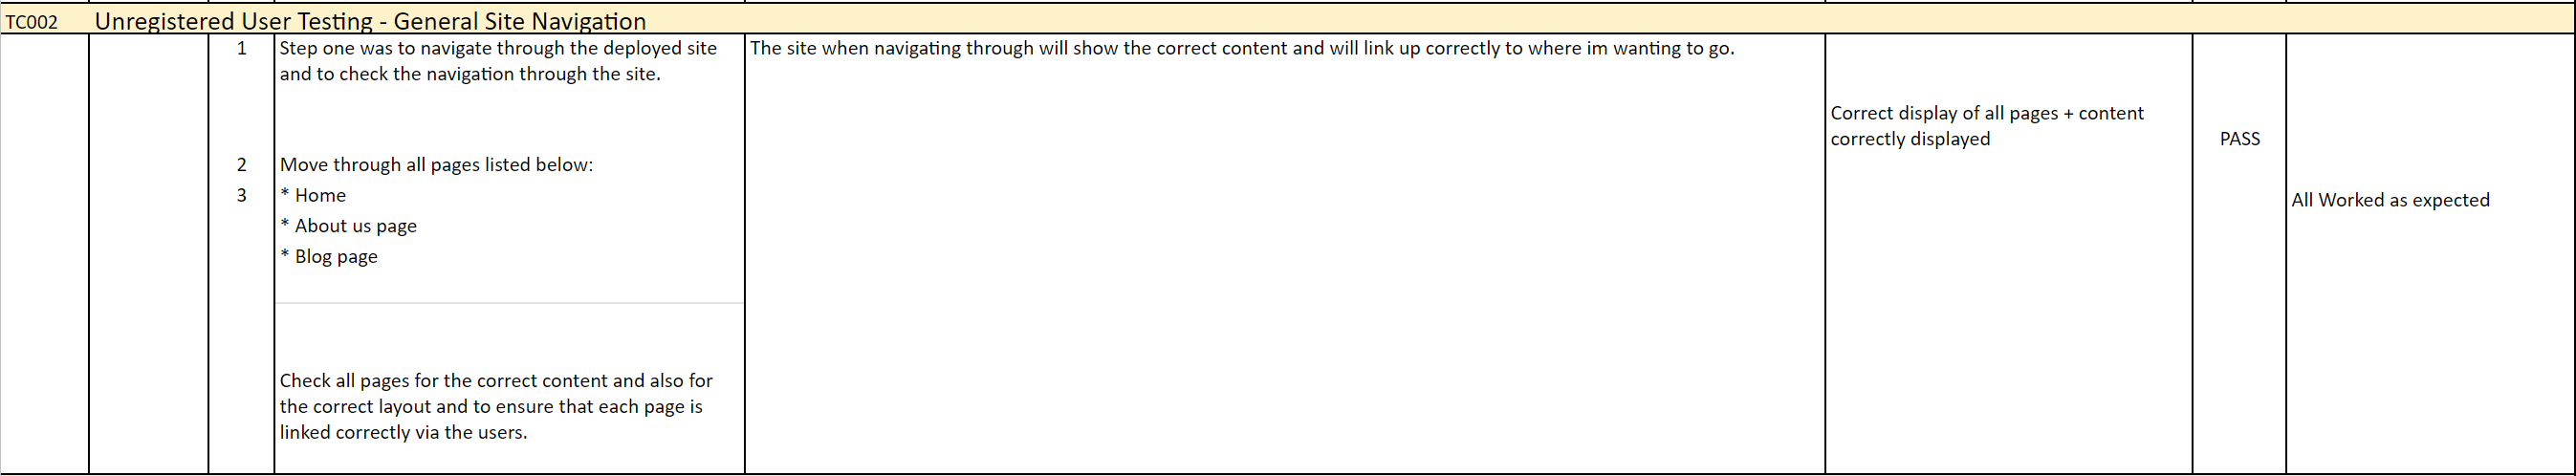 TC002 Unregistered User Testing - General Site Navigation
1 Step one was to navigate through the deployed site
and to check the navigation through the site.
The site when navigating through will show the correct content and will link up correctly to where im wanting to go.
Correct display of all pages + content
correctly displayed
PASS
2 Move through all pages listed below:
3 * Home
All Worked as expected
* About us page
* Blog page
Check all pages for the correct content and also for
the correct layout and to ensure that each page is
linked correctly via the users.